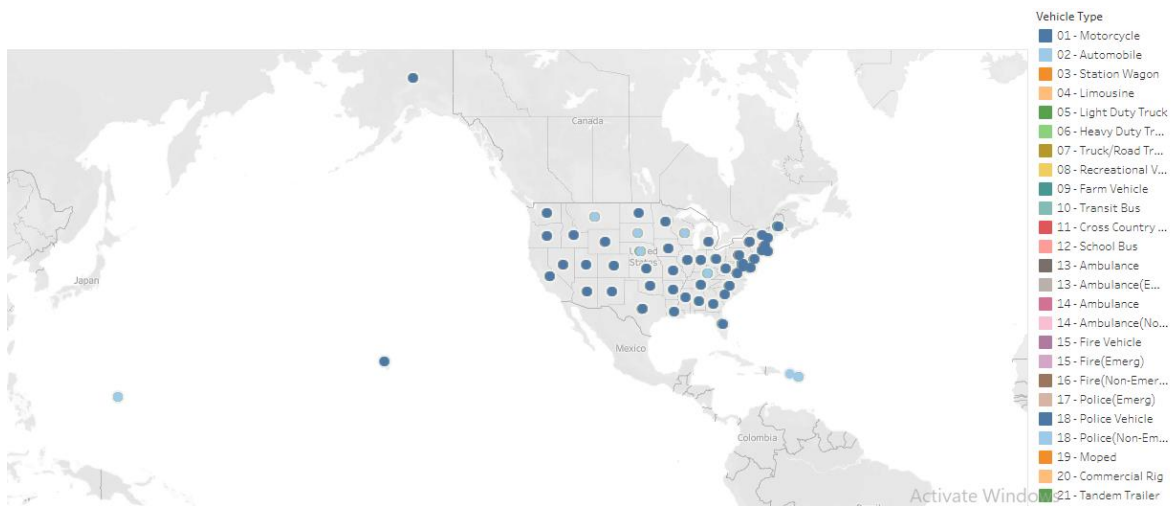 Vehicle Type
01 - Motorcycle
02 - Automobile
03 - Station Wagon
04 - Limousine
05 - Light Duty Truck
06 - Heavy Duty Tr...
07 - Truck/Road Tr...
08 - Recreational V...
09 - Farm Vehicle
10 - Transit Bus
11 - Cross Country ...
12 - School Bus
13 - Ambulance
13 - Ambulance(E...
14 - Ambulance
14 - Ambulance(No...
15 - Fire Vehicle
15 - Fire(Emerg)
16 - Fire(Non-Emer...
17 - Police(Emerg)
18 - Police Vehicle
18 - Police(Non-Em...
19 - Moped
20 - Commercial Rig
21 - Tandem Trailer
Canada
United
States
Japan
Mexico
Colombia
Activate Windows